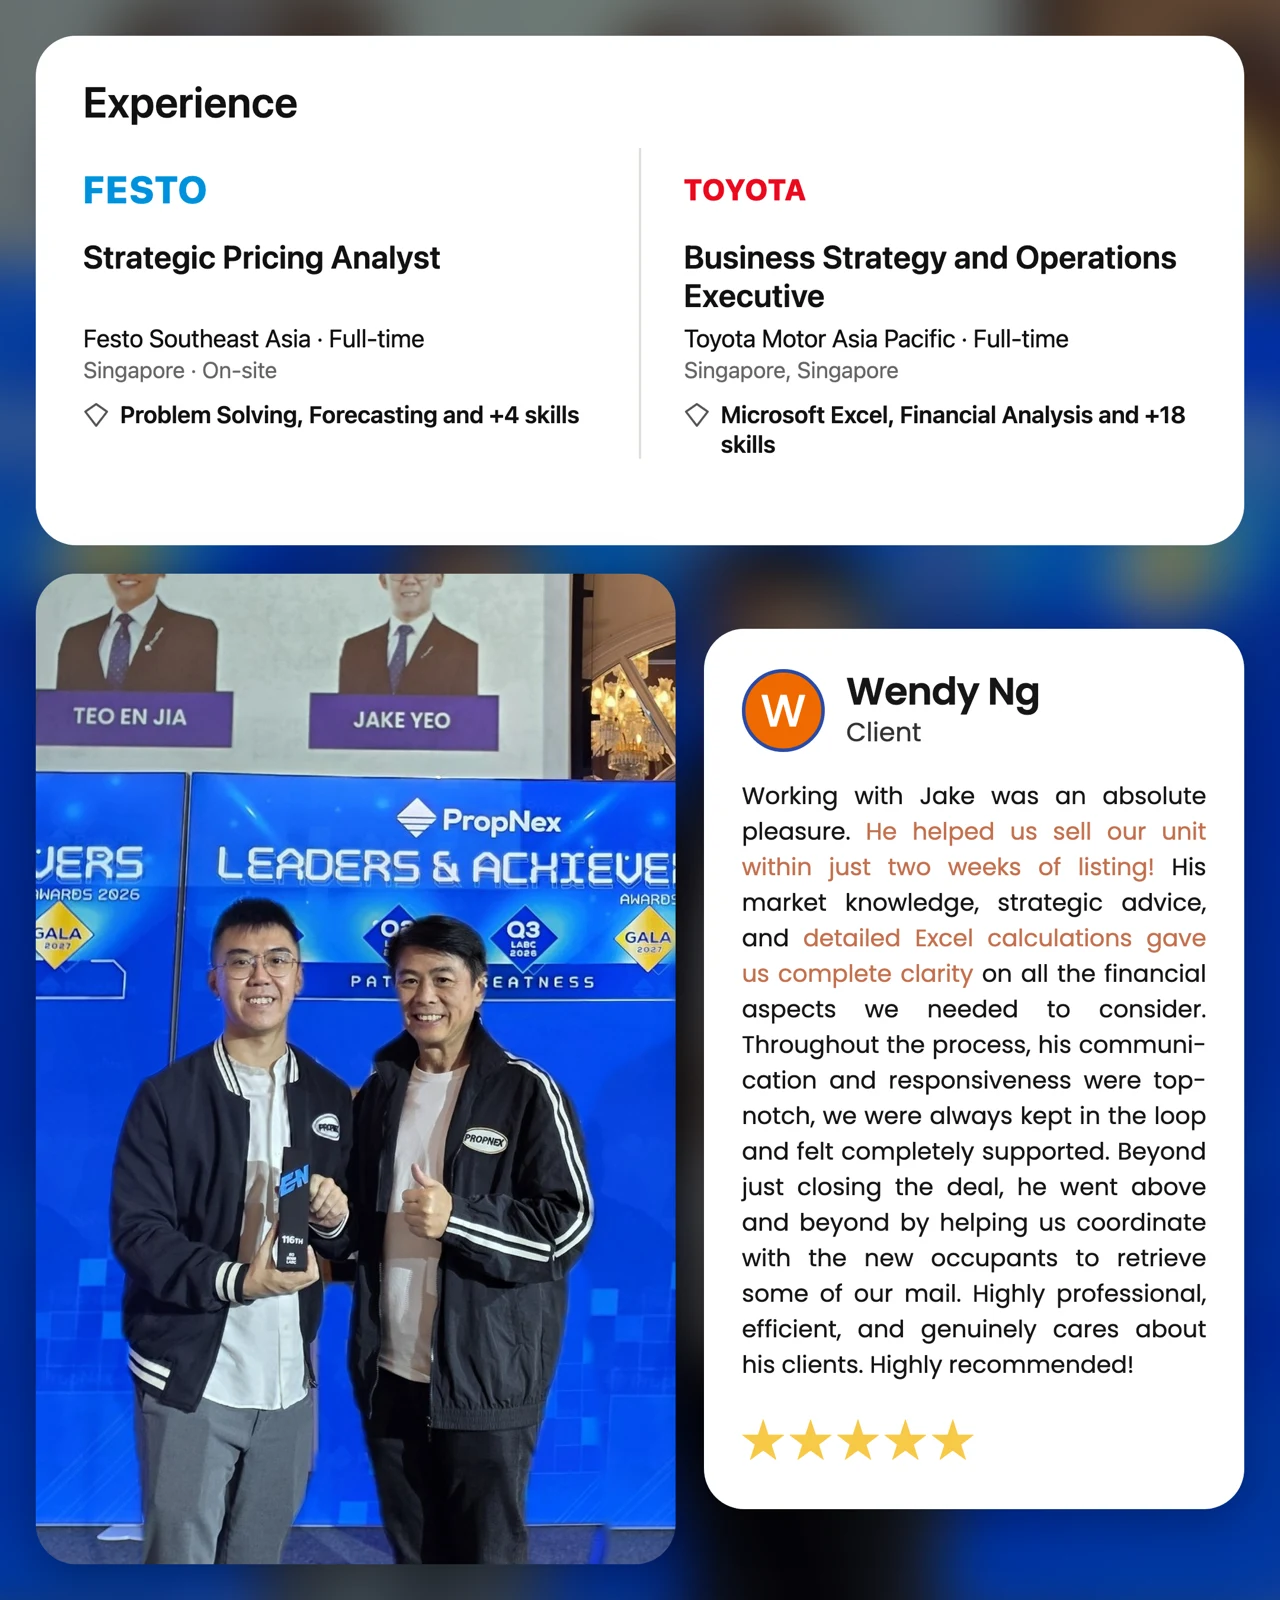 Experience
FESTO
Strategic Pricing Analyst
Festo Southeast Asia · Full-time
Singapore · On-site
Problem Solving, Forecasting and +4 skills
TOYOTA
Business Strategy and Operations
Executive
Toyota Motor Asia Pacific · Full-time
Singapore, Singapore
Microsoft Excel, Financial Analysis and +18
skills
TEO EN JIA
JAKE YEO
PropNex
VERS
LEADERS & ACHIEVE
AWARDS 2026
AWARDS
GALA
2027
Q3
LABC
2026
GALA
2027
PROPNEX
116TH
W
Wendy Ng
Client
Working with Jake was an absolute
pleasure. He helped us sell our unit
within just two weeks of listing! His
market knowledge, strategic advice,
and detailed Excel calculations gave
us complete clarity on all the financial
aspects we needed to consider.
Throughout the process, his communi-
cation and responsiveness were top-
notch, we were always kept in the loop
and felt completely supported. Beyond
just closing the deal, he went above
and beyond by helping us coordinate
with the new occupants to retrieve
some of our mail. Highly professional,
efficient, and genuinely cares about
his clients. Highly recommended!